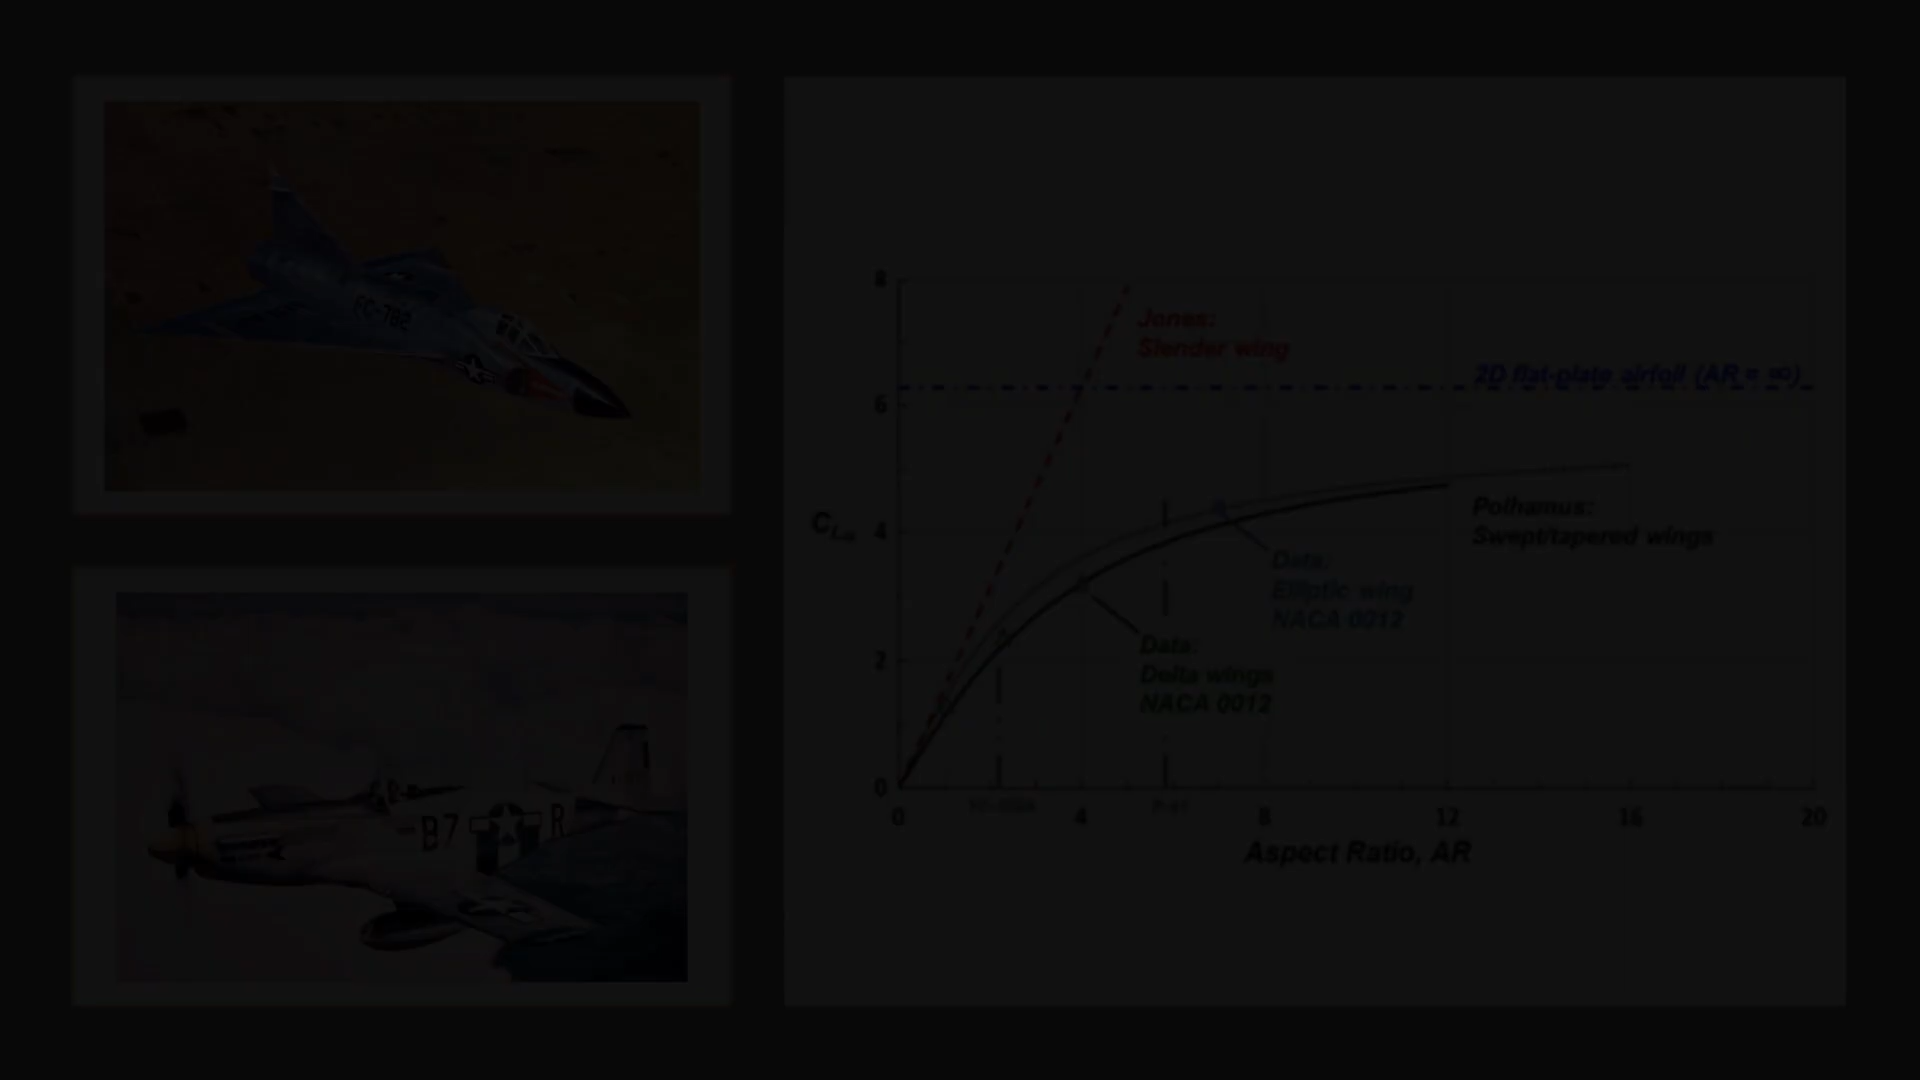 FC-782
B7
R
8
6
4
2
0
C_Lα
Jones:
Slender wing
2D flat-plate airfoil (AR = ∞)
Polhamus:
Swept/tapered wings
Data:
Elliptic wing
NACA 0012
Data:
Delta wings
NACA 0012
0
4
8
12
16
20
Aspect Ratio, AR